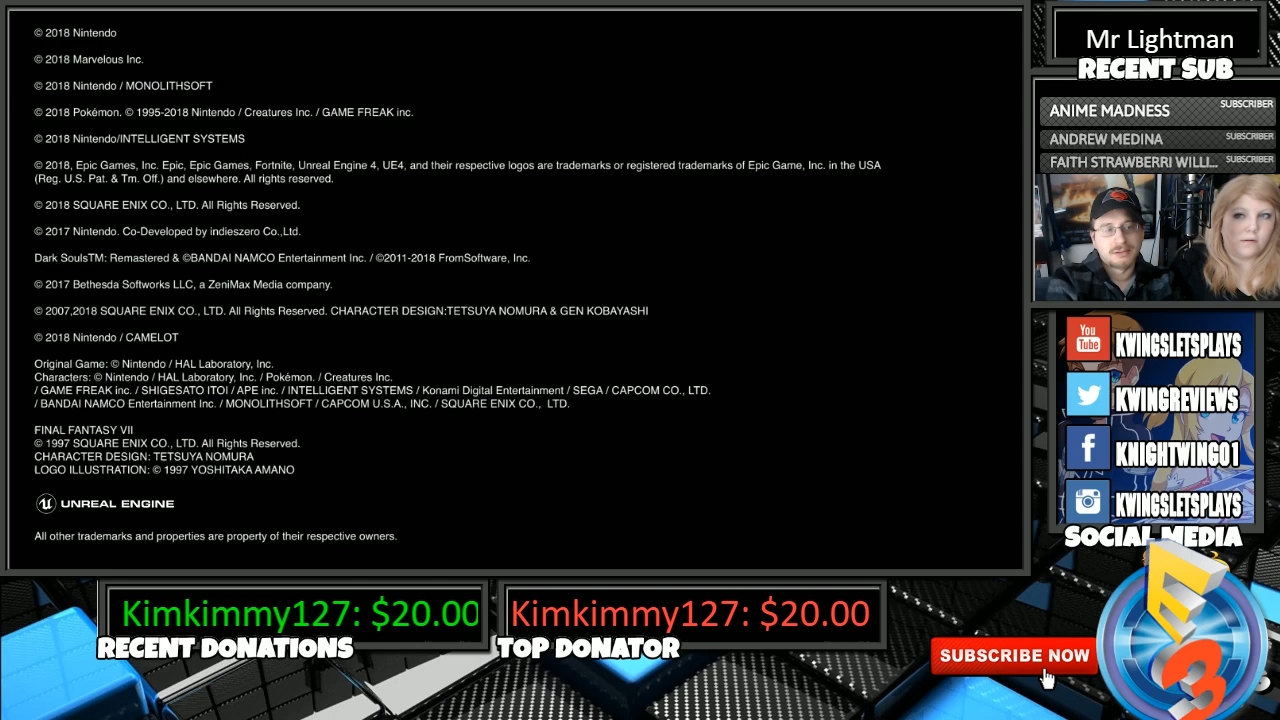 © 2018 Nintendo
© 2018 Marvelous Inc.
© 2018 Nintendo / MONOLITHSOFT
© 2018 Pokémon. © 1995-2018 Nintendo / Creatures Inc. / GAME FREAK inc.
© 2018 Nintendo/INTELLIGENT SYSTEMS
© 2018, Epic Games, Inc. Epic, Epic Games, Fortnite, Unreal Engine 4, UE4, and their respective logos are trademarks or registered trademarks of Epic Game, Inc. in the USA
(Reg. U.S. Pat. & Tm. Off.) and elsewhere. All rights reserved.
© 2018 SQUARE ENIX CO., LTD. All Rights Reserved.
© 2017 Nintendo. Co-Developed by indieszero Co.,Ltd.
Dark SoulsTM: Remastered & ©BANDAI NAMCO Entertainment Inc. / ©2011-2018 FromSoftware, Inc.
© 2017 Bethesda Softworks LLC, a ZeniMax Media company.
© 2007,2018 SQUARE ENIX CO., LTD. All Rights Reserved. CHARACTER DESIGN:TETSUYA NOMURA & GEN KOBAYASHI
© 2018 Nintendo / CAMELOT
Original Game: © Nintendo / HAL Laboratory, Inc.
Characters: © Nintendo / HAL Laboratory, Inc. / Pokémon. / Creatures Inc.
/ GAME FREAK inc. / SHIGESATO ITOI / APE inc. / INTELLIGENT SYSTEMS / Konami Digital Entertainment / SEGA / CAPCOM CO., LTD.
/ BANDAI NAMCO Entertainment Inc. / MONOLITHSOFT / CAPCOM U.S.A., INC. / SQUARE ENIX CO., LTD.
FINAL FANTASY VII
© 1997 SQUARE ENIX CO., LTD. All Rights Reserved.
CHARACTER DESIGN: TETSUYA NOMURA
LOGO ILLUSTRATION: © 1997 YOSHITAKA AMANO
UNREAL ENGINE
All other trademarks and properties are property of their respective owners.
Mr Lightman
RECENT SUB
ANIME MADNESS SUBSCRIBER
ANDREW MEDINA SUBSCRIBER
FAITH STRAWBERRI WILLI... SUBSCRIBER
You Tube KWINGSLETSPLAYS
KWINGREVIEWS
f KNIGHTWING01
KWINGSLETSPLAYS
SOCIAL MEDIA
Kimkimmy127: $20.00
RECENT DONATIONS
Kimkimmy127: $20.00
TOP DONATOR
SUBSCRIBE NOW
E3